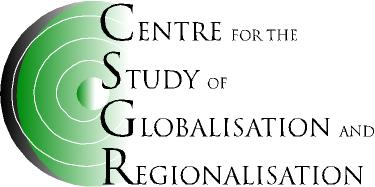 CENTRE FOR THE
STUDY OF
GLOBALISATION AND
REGIONALISATION